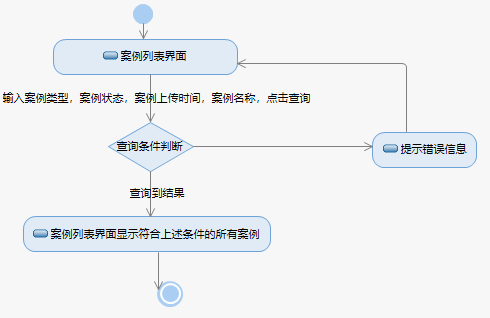 案例列表界面
输入案例类型，案例状态，案例上传时间，案例名称，点击查询
查询条件判断
提示错误信息
查询到结果
案例列表界面显示符合上述条件的所有案例